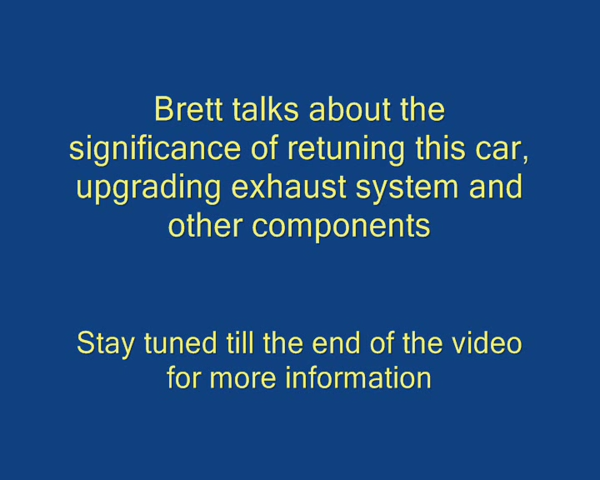 Brett talks about the
significance of retuning this car,
upgrading exhaust system and
other components
Stay tuned till the end of the video
for more information